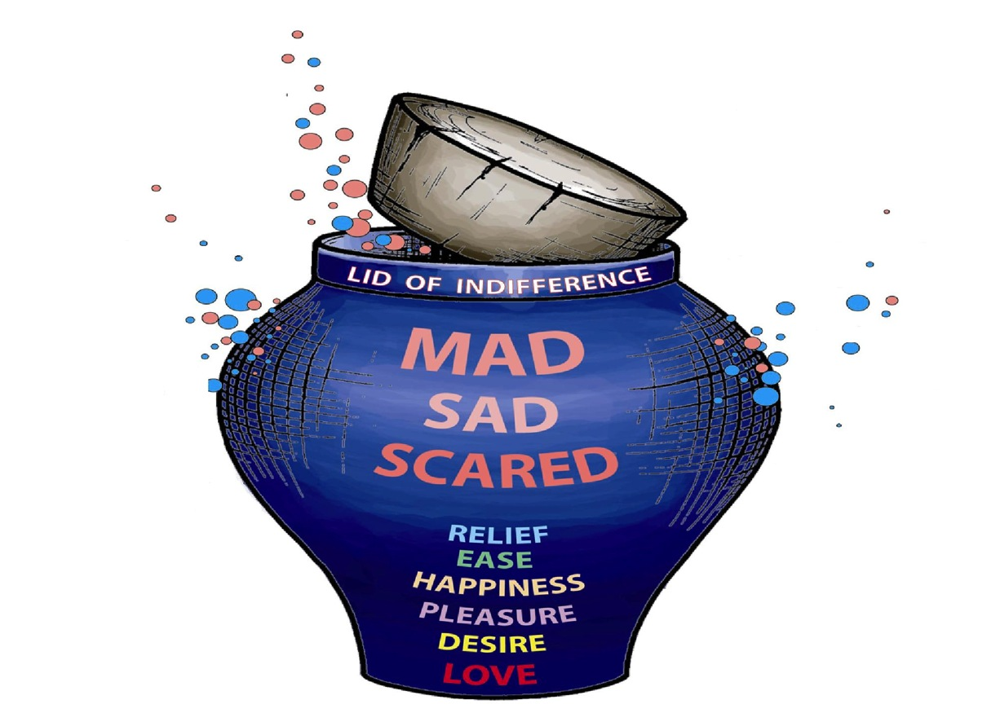 LID OF INDIFFERENCE
MAD
SAD
SCARED
RELIEF
EASE
HAPPINESS
PLEASURE
DESIRE
LOVE